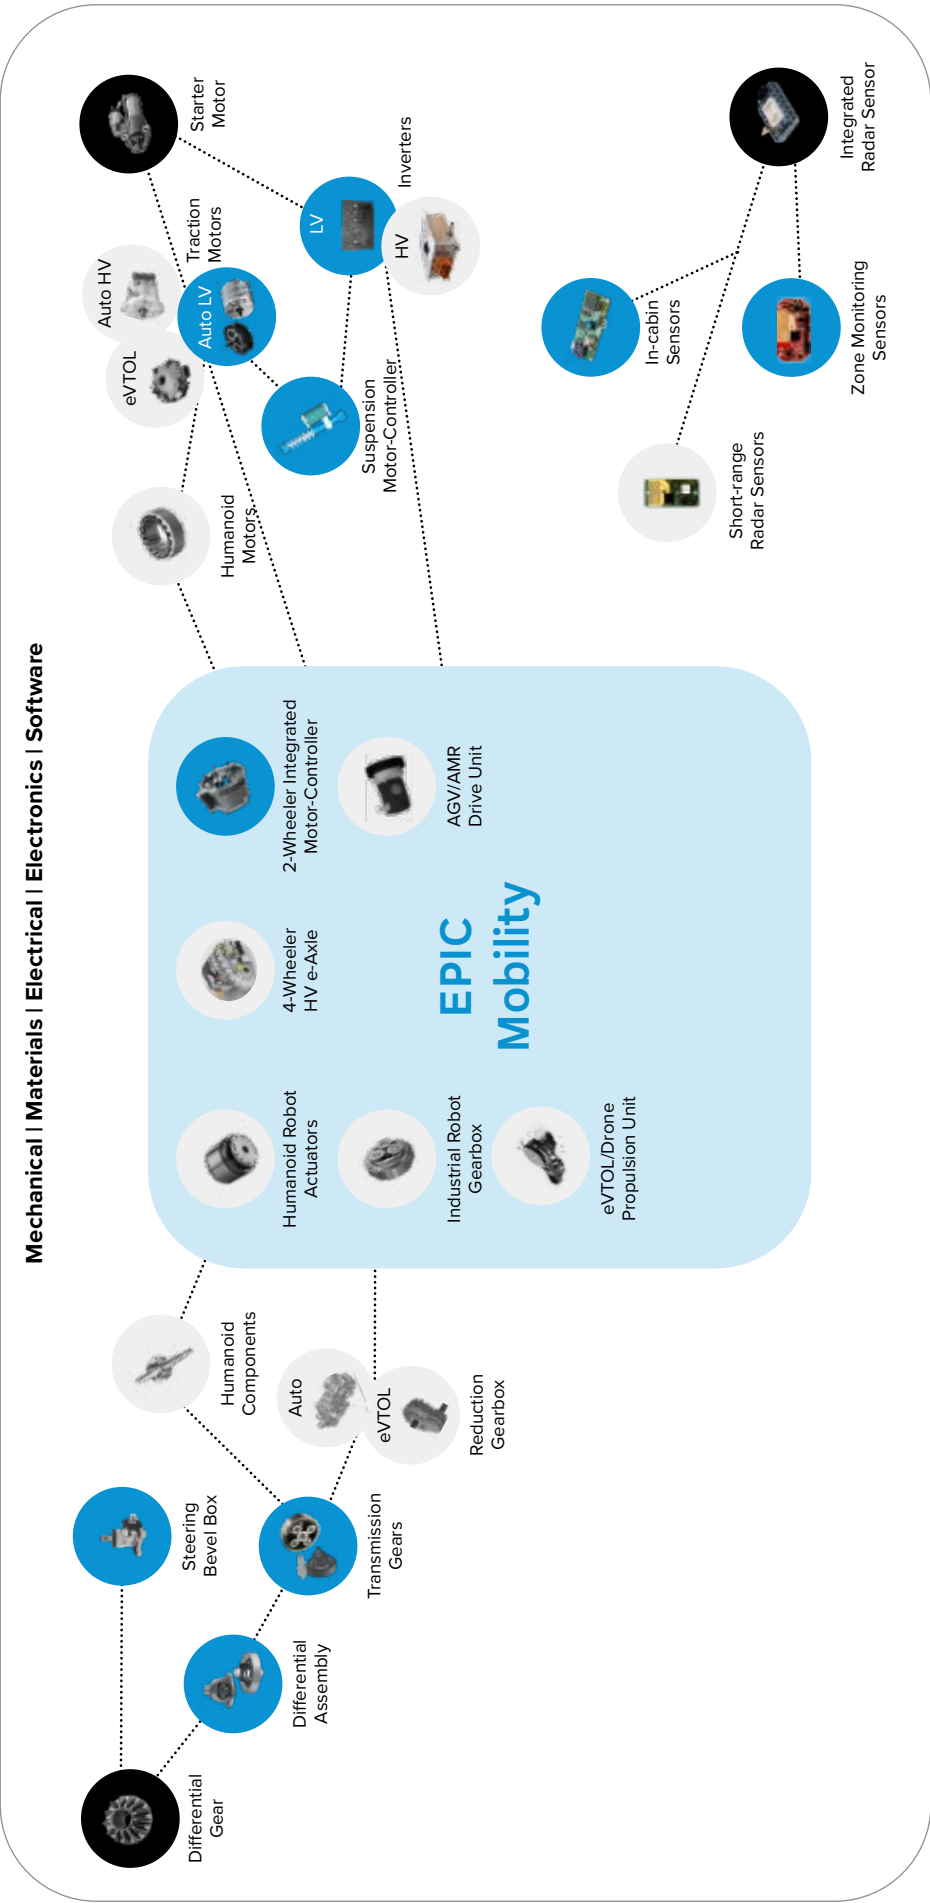 Mechanical | Materials | Electrical | Electronics | Software
Differential
Gear
Steering
Bevel Box
Differential
Assembly
Transmission
Gears
Humanoid
Components
Auto
eVTOL
Reduction
Gearbox
Humanoid Robot
Actuators
Industrial Robot
Gearbox
eVTOL/Drone
Propulsion Unit
4-Wheeler
HV e-Axle
2-Wheeler Integrated
Motor-Controller
AGV/AMR
Drive Unit
EPIC
Mobility
Humanoid
Motors
eVTOL
Auto HV
Auto LV
Traction
Motors
Starter
Motor
Suspension
Motor-Controller
LV
HV
Inverters
In-cabin
Sensors
Short-range
Radar Sensors
Zone Monitoring
Sensors
Integrated
Radar Sensor